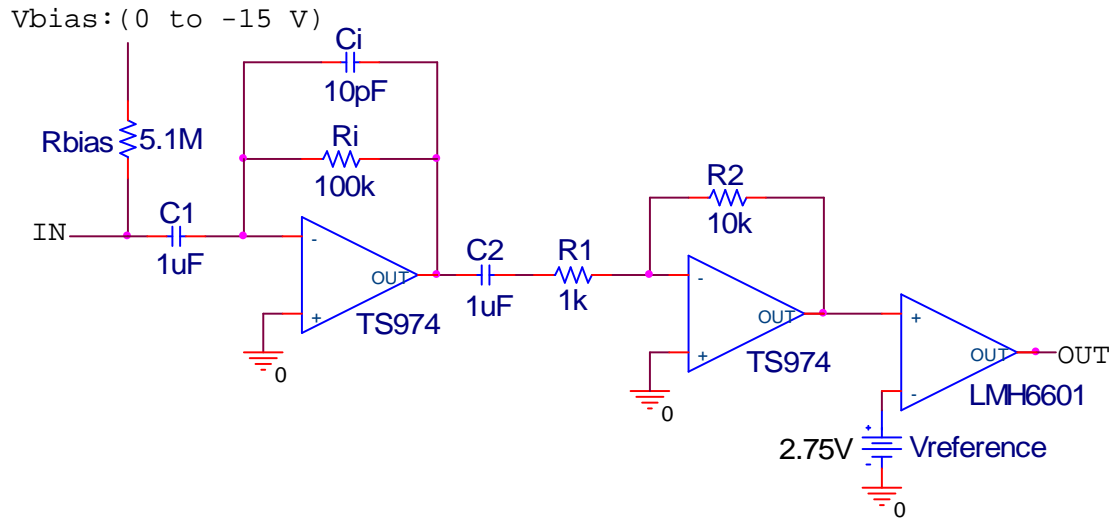 Vbias:(0 to -15 V)
Ci
10pF
Rbias
5.1M
Ri
100k
R2
10k
C1
1uF
IN
-
+
OUT
TS974
0
C2
1uF
R1
1k
-
+
OUT
TS974
0
+
-
OUT
OUT
LMH6601
2.75V
+
-
Vreference
0